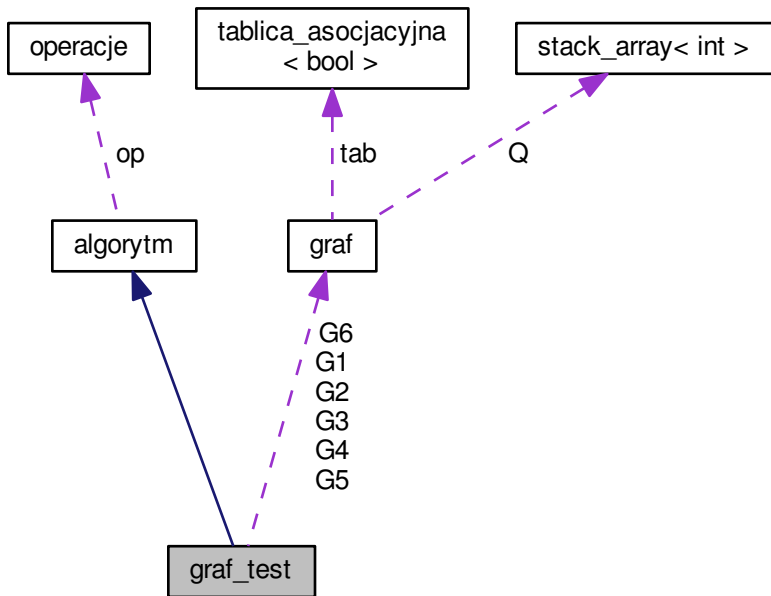 operacje
tablica_asocjacyjna
< bool >
stack_array< int >
op
tab
Q
algorytm
graf
G6
G1
G2
G3
G4
G5
graf_test